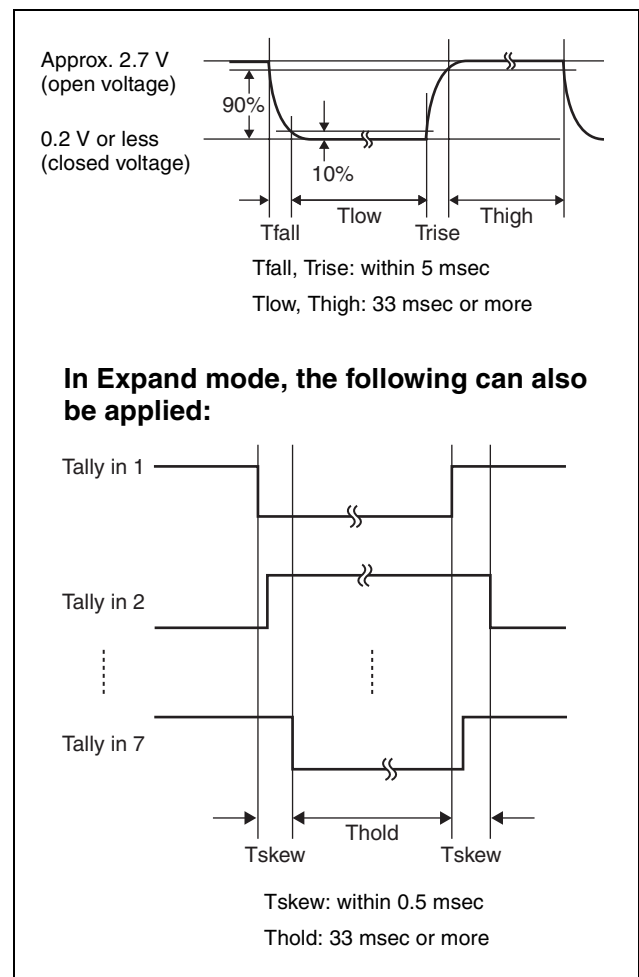 Approx. 2.7 V
(open voltage)
90%
0.2 V or less
(closed voltage)
10%
Tlow
Thigh
Tfall
Trise
Tfall, Trise: within 5 msec
Tlow, Thigh: 33 msec or more
In Expand mode, the following can also
be applied:
Tally in 1
Tally in 2
Tally in 7
Thold
Tskew
Tskew
Tskew: within 0.5 msec
Thold: 33 msec or more